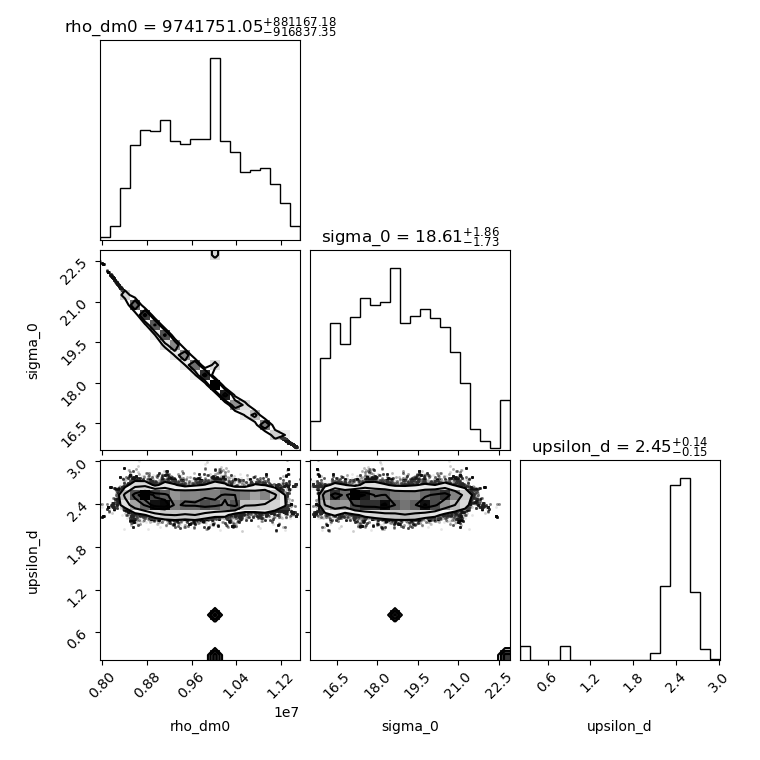 rho_dm0 = 9741751.05+881167.18−916837.35
sigma_0 = 18.61+1.86−1.73
22.5
21.0
19.5
18.0
16.5
sigma_0
upsilon_d = 2.45+0.14−0.15
3.0
2.4
1.8
1.2
0.6
upsilon_d
0.80
0.88
0.96
1.04
1.12
1e7
rho_dm0
16.5
18.0
19.5
21.0
22.5
sigma_0
0.6
1.2
1.8
2.4
3.0
upsilon_d